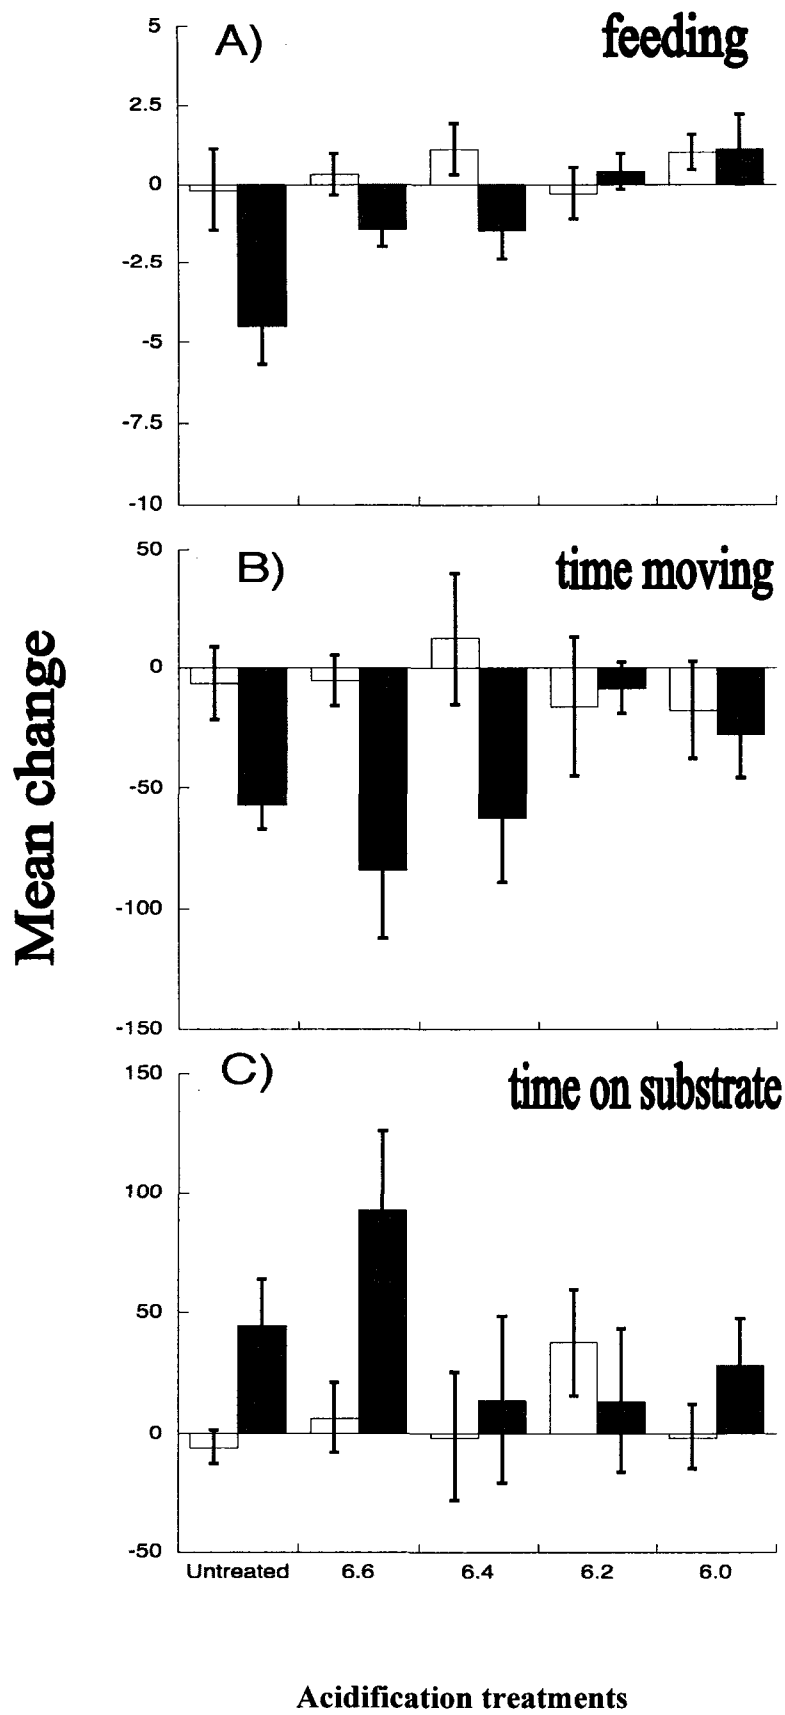 A) feeding
5
2.5
0
-2.5
-5
-7.5
-10
B) time moving
50
0
-50
-100
-150
Mean change
C) time on substrate
150
100
50
0
-50
Untreated 6.6 6.4 6.2 6.0
Acidification treatments